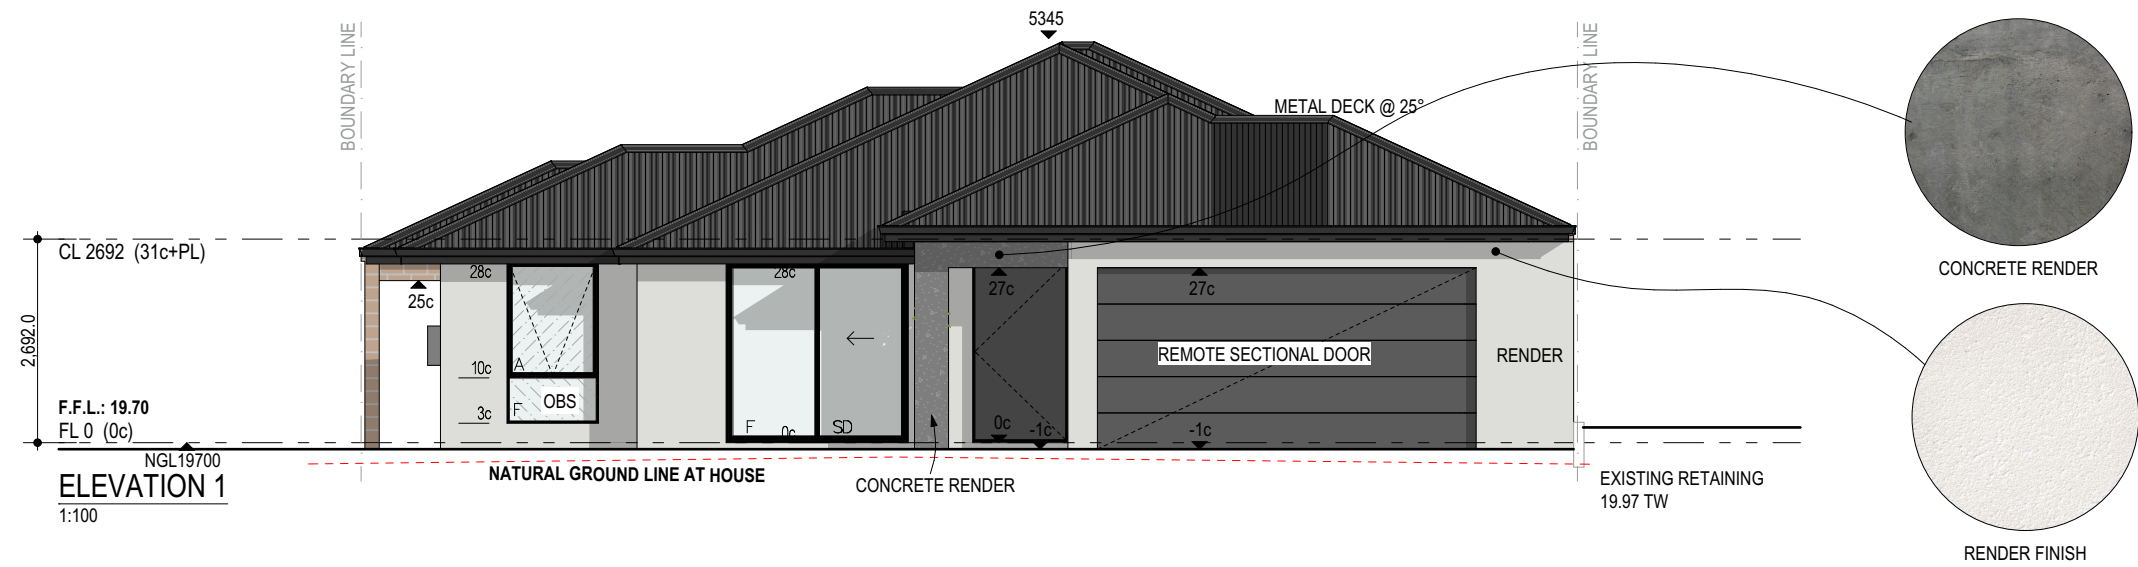 5345
BOUNDARY LINE
BOUNDARY LINE
METAL DECK @ 25°
CL 2692 (31c+PL)
CONCRETE RENDER
28c
28c
25c
27c
27c
2,692.0
REMOTE SECTIONAL DOOR
RENDER
A
10c
OBS
F.F.L.: 19.70
3c
F
FL 0 (0c)
F
0c
SD
0c
-1c
-1c
NGL19700
NATURAL GROUND LINE AT HOUSE
CONCRETE RENDER
EXISTING RETAINING
19.97 TW
ELEVATION 1
1:100
RENDER FINISH